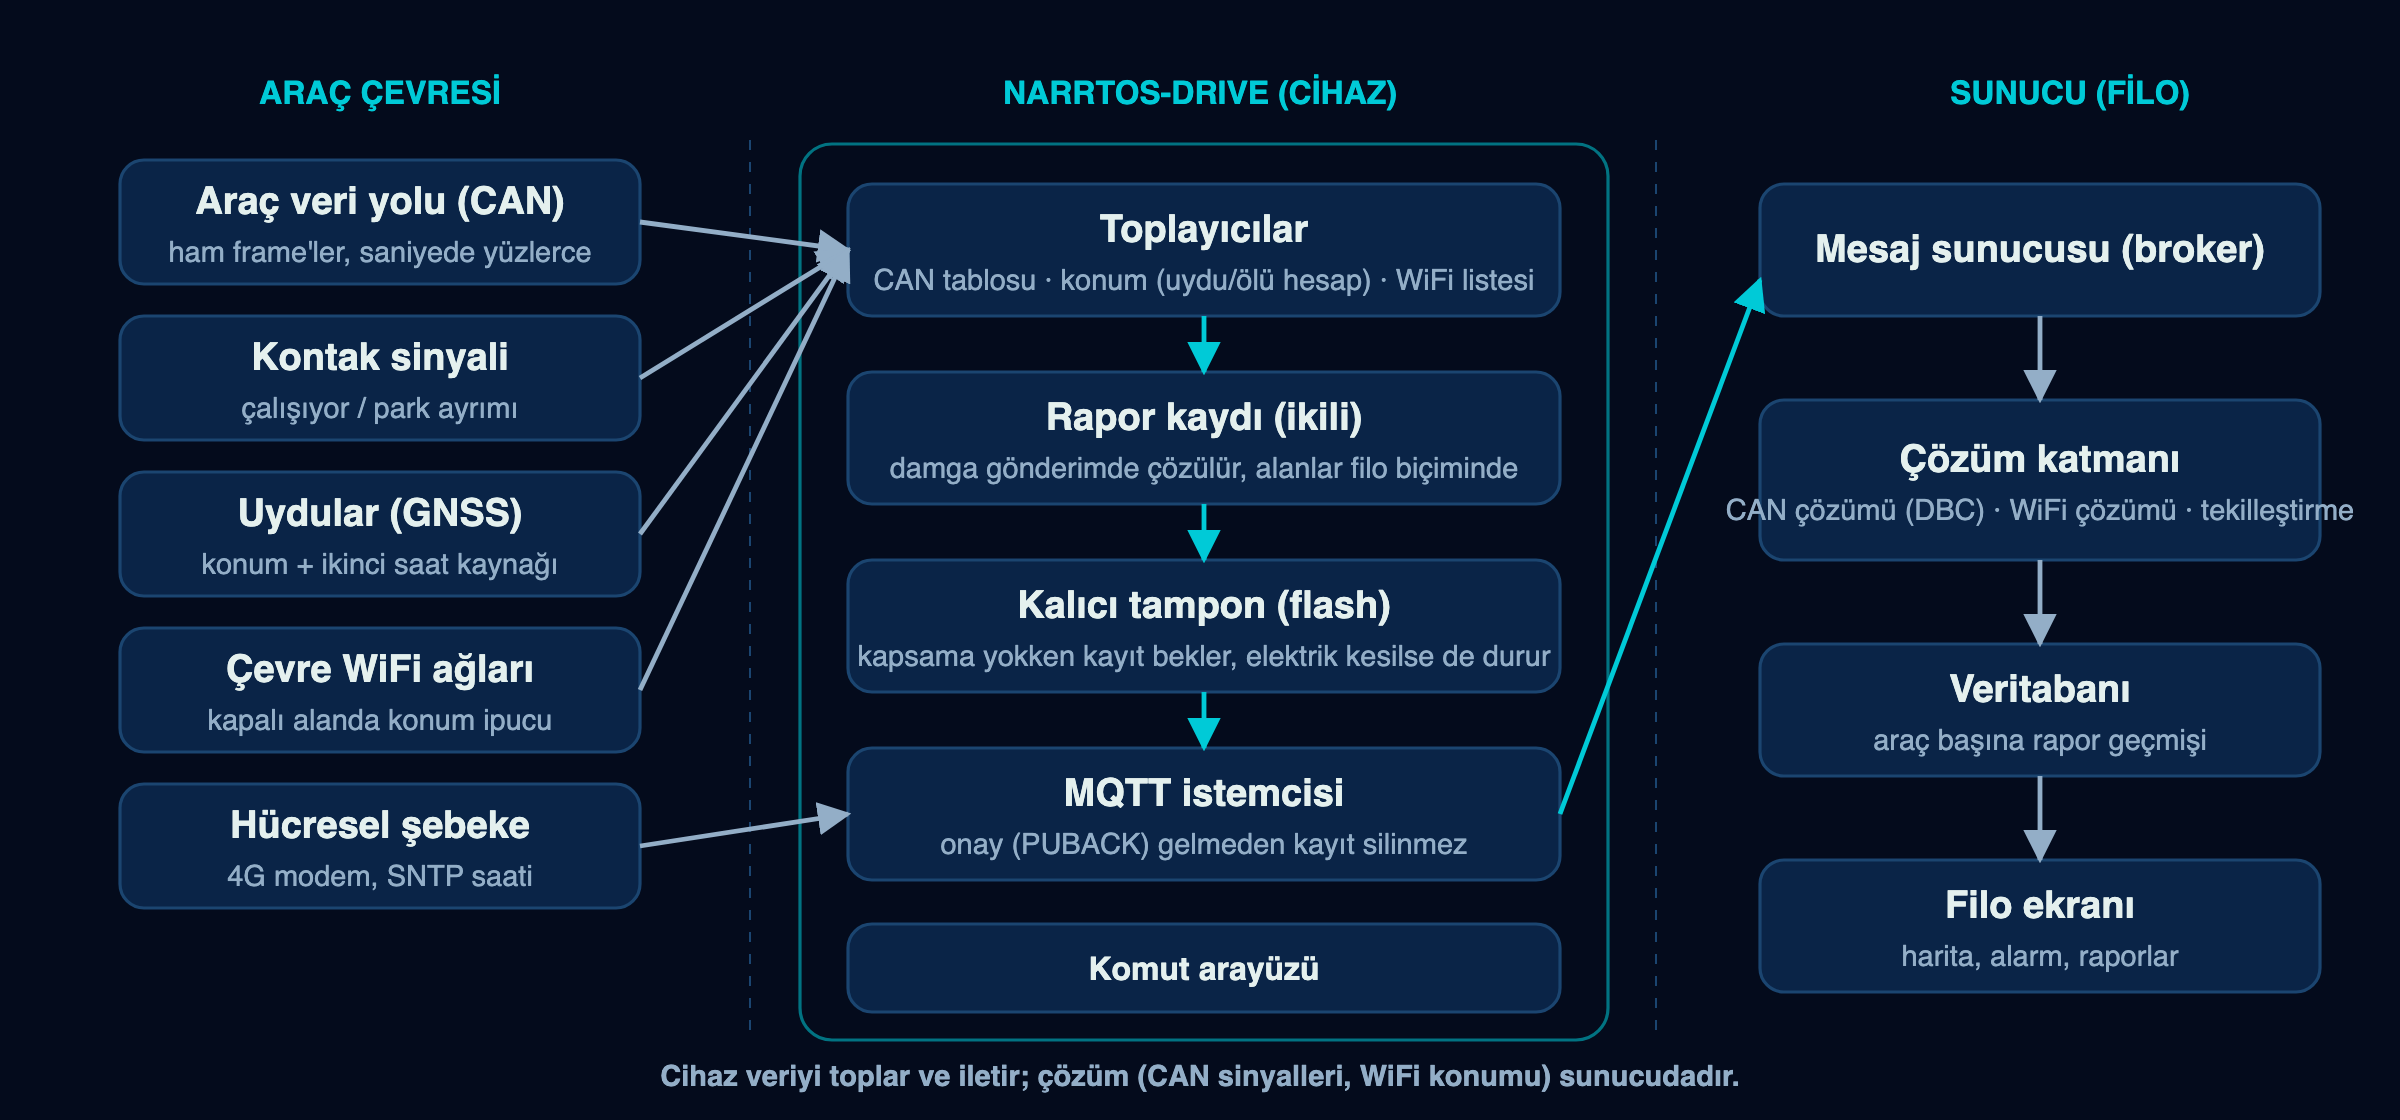 ARAÇ ÇEVRESİ
Araç veri yolu (CAN)
ham frame'ler, saniyede yüzlerce
Kontak sinyali
çalışıyor / park ayrımı
Uydular (GNSS)
konum + ikinci saat kaynağı
Çevre WiFi ağları
kapalı alanda konum ipucu
Hücresel şebeke
4G modem, SNTP saati
NARRTOS-DRIVE (CİHAZ)
Toplayıcılar
CAN tablosu · konum (uydu/ölü hesap) · WiFi listesi
Rapor kaydı (ikili)
damga gönderimde çözülür, alanlar filo biçiminde
Kalıcı tampon (flash)
kapsama yokken kayıt bekler, elektrik kesilse de durur
MQTT istemcisi
onay (PUBACK) gelmeden kayıt silinmez
Komut arayüzü
SUNUCU (FİLO)
Mesaj sunucusu (broker)
Çözüm katmanı
CAN çözümü (DBC) · WiFi çözümü · tekilleştirme
Veritabanı
araç başına rapor geçmişi
Filo ekranı
harita, alarm, raporlar
Cihaz veriyi toplar ve iletir; çözüm (CAN sinyalleri, WiFi konumu) sunucudadır.